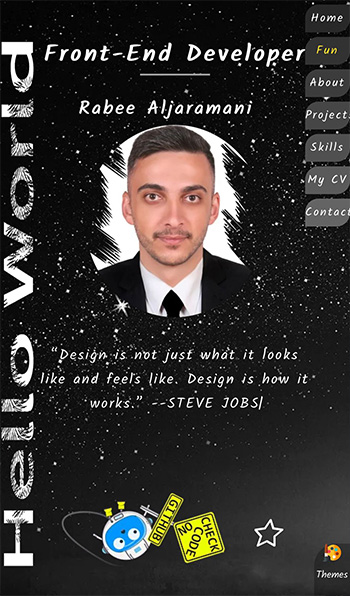 Hello World
Front-End Developer
Rabee Aljaramani
“Design is not just what it looks
like and feels like. Design is how it
works.” --STEVE JOBS|
Home
Fun
About
Project
Skills
My CV
Contact
GITHUB
CHECK
CODE
NO
Themes